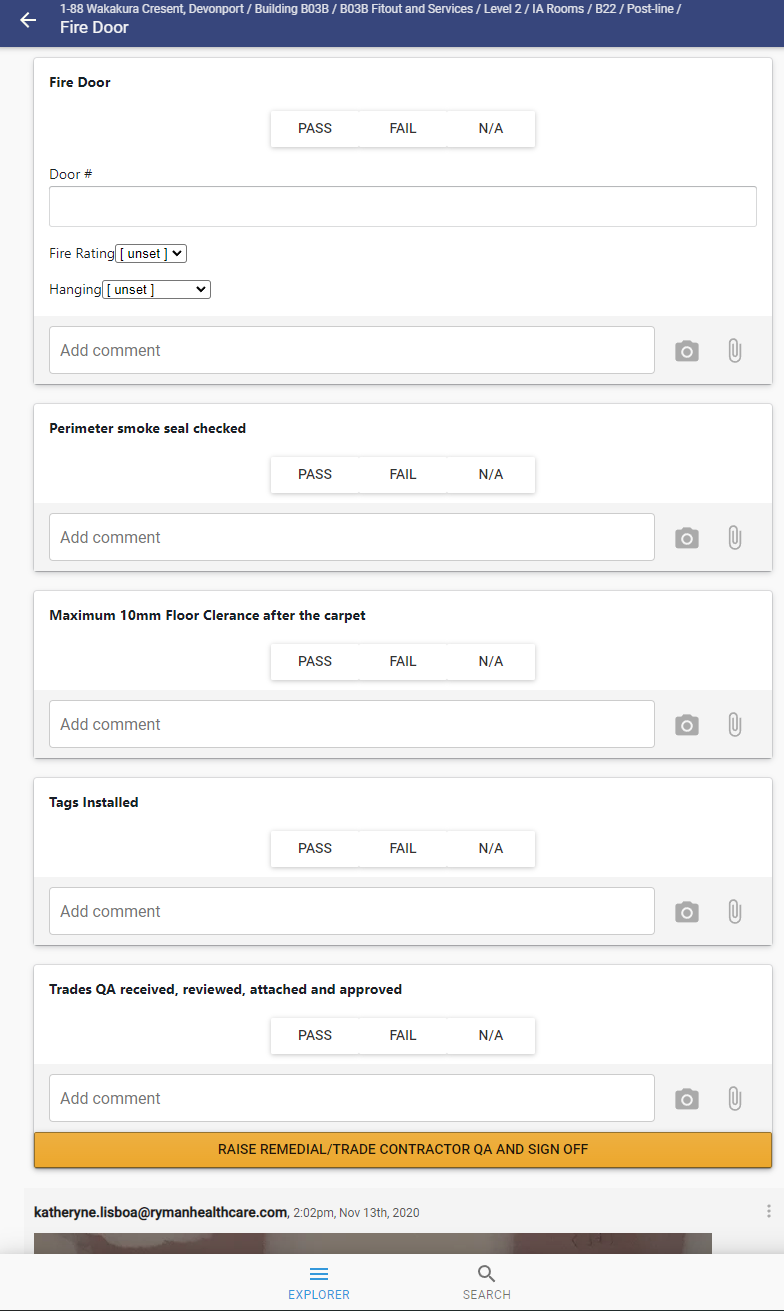 1-88 Wakakura Cresent, Devonport / Building B03B / B03B Fitout and Services / Level 2 / IA Rooms / B22 / Post-line /
Fire Door
Fire Door
PASS FAIL N/A
Door #
Fire Rating [ unset ]
Hanging [ unset ]
Add comment
Perimeter smoke seal checked
PASS FAIL N/A
Add comment
Maximum 10mm Floor Clerance after the carpet
PASS FAIL N/A
Add comment
Tags Installed
PASS FAIL N/A
Add comment
Trades QA received, reviewed, attached and approved
PASS FAIL N/A
Add comment
RAISE REMEDIAL/TRADE CONTRACTOR QA AND SIGN OFF
katheryne.lisboa@rymanhealthcare.com, 2:02pm, Nov 13th, 2020
EXPLORER SEARCH